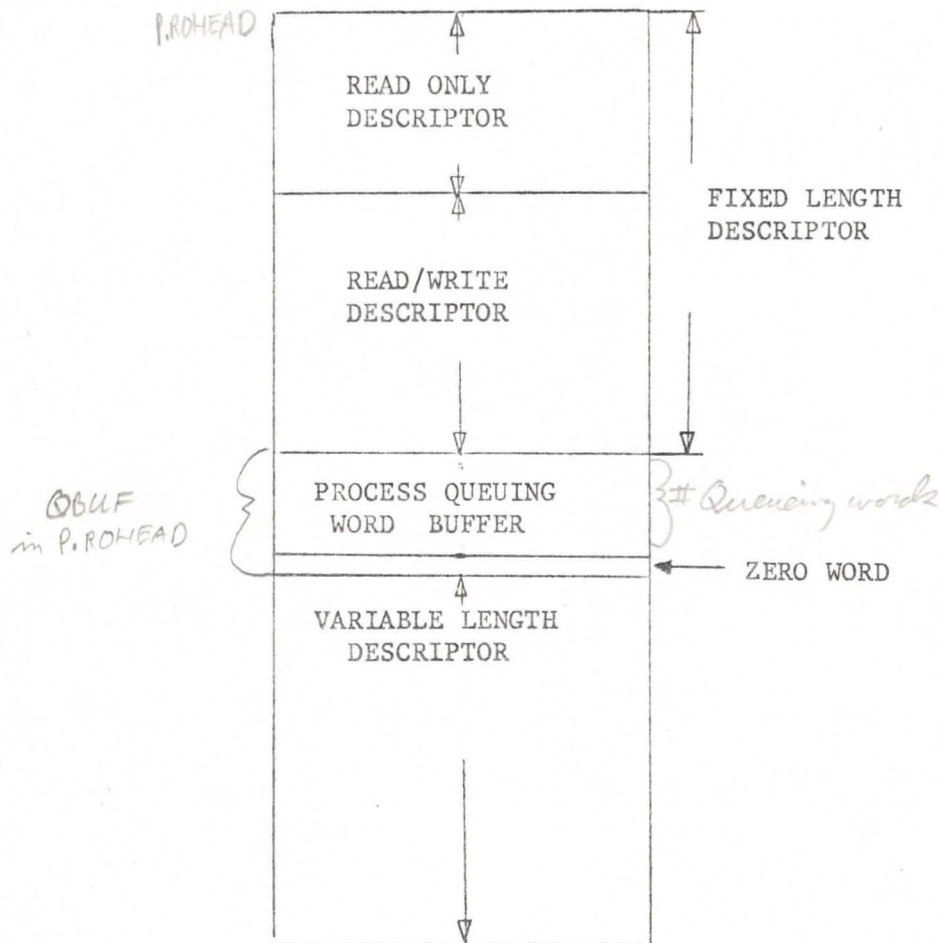 P.ROHEAD
READ ONLY
DESCRIPTOR
FIXED LENGTH
DESCRIPTOR
READ/WRITE
DESCRIPTOR
QBUF
in P.ROHEAD
PROCESS QUEUING
WORD BUFFER
# Queueing words
ZERO WORD
VARIABLE LENGTH
DESCRIPTOR